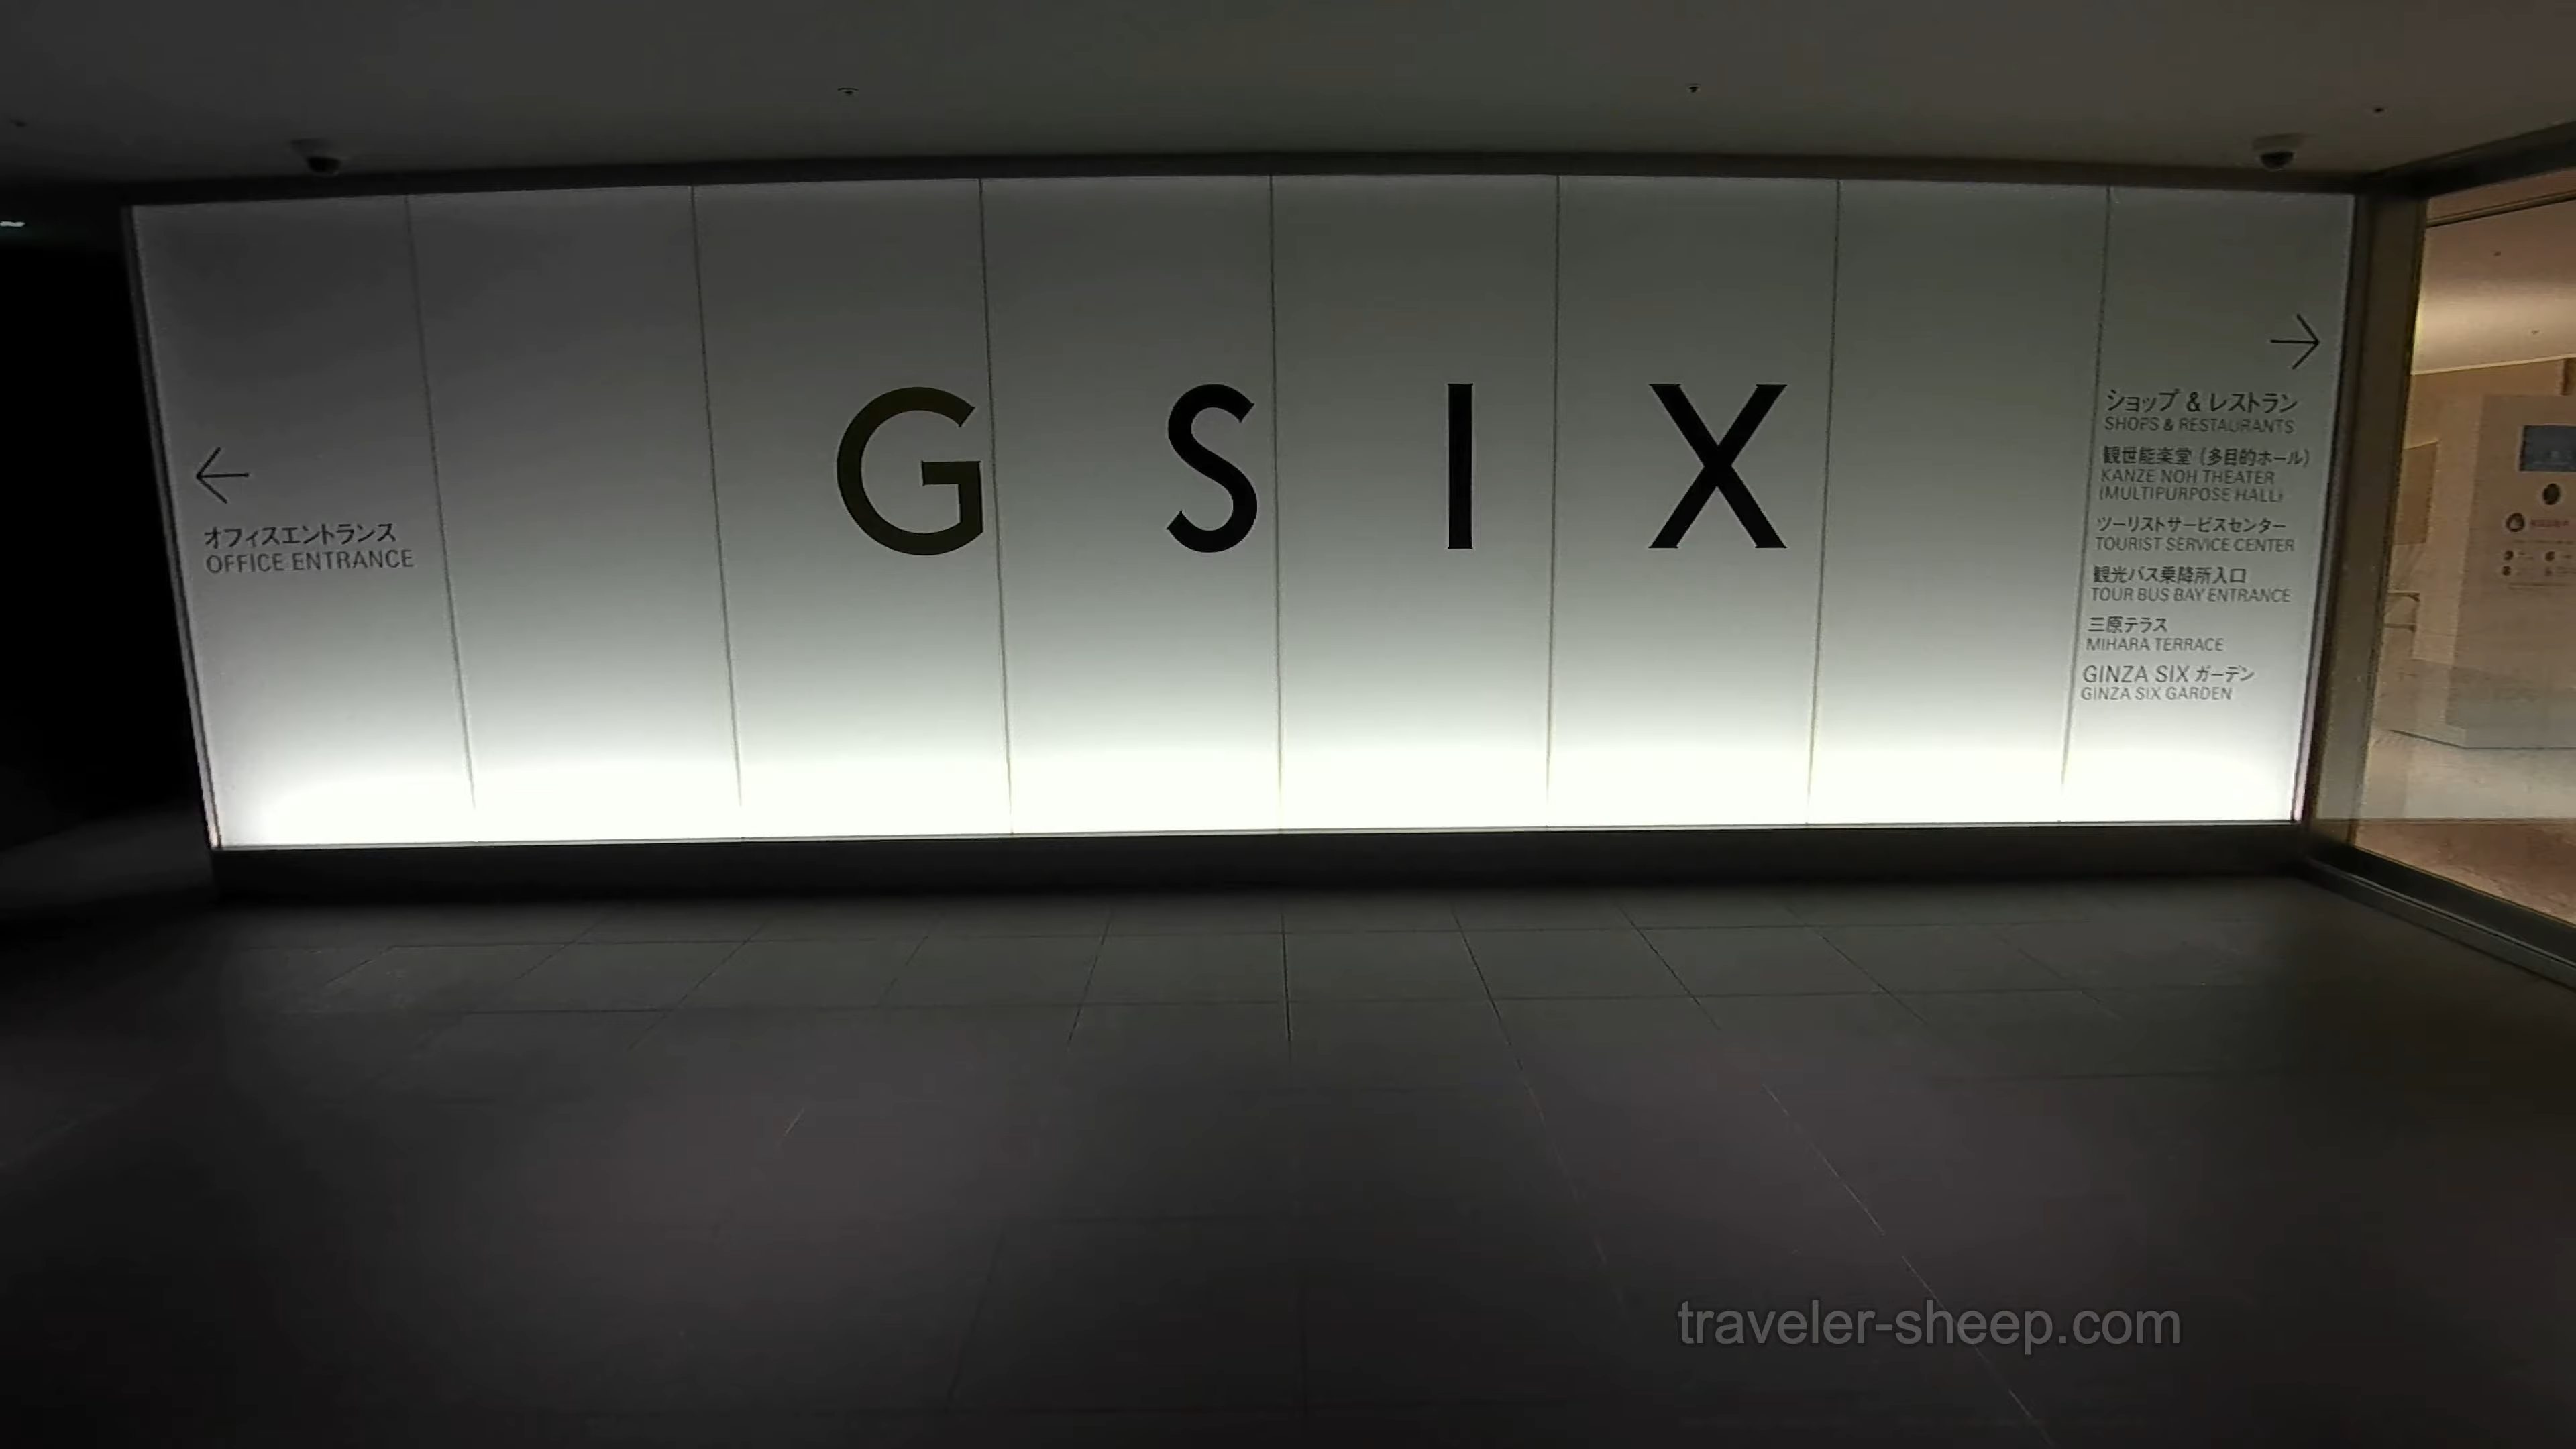 ←
オフィスエントランス
OFFICE ENTRANCE
G S I X
→
ショップ & レストラン
SHOPS & RESTAURANTS
観世能楽堂（多目的ホール）
KANZE NOH THEATER
(MULTIPURPOSE HALL)
ツーリストサービスセンター
TOURIST SERVICE CENTER
観光バス乗降所入口
TOUR BUS BAY ENTRANCE
三原テラス
MIHARA TERRACE
GINZA SIX ガーデン
GINZA SIX GARDEN
traveler-sheep.com